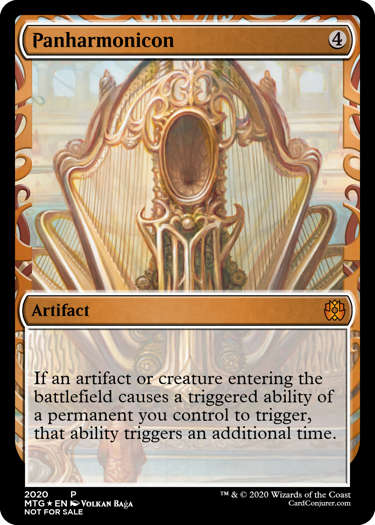 Panharmonicon 4
Artifact
If an artifact or creature entering the
battlefield causes a triggered ability of
a permanent you control to trigger,
that ability triggers an additional time.
2020 P
MTG ★ EN Volkan Baǧa ™ & © 2020 Wizards of the Coast
NOT FOR SALE CardConjurer.com